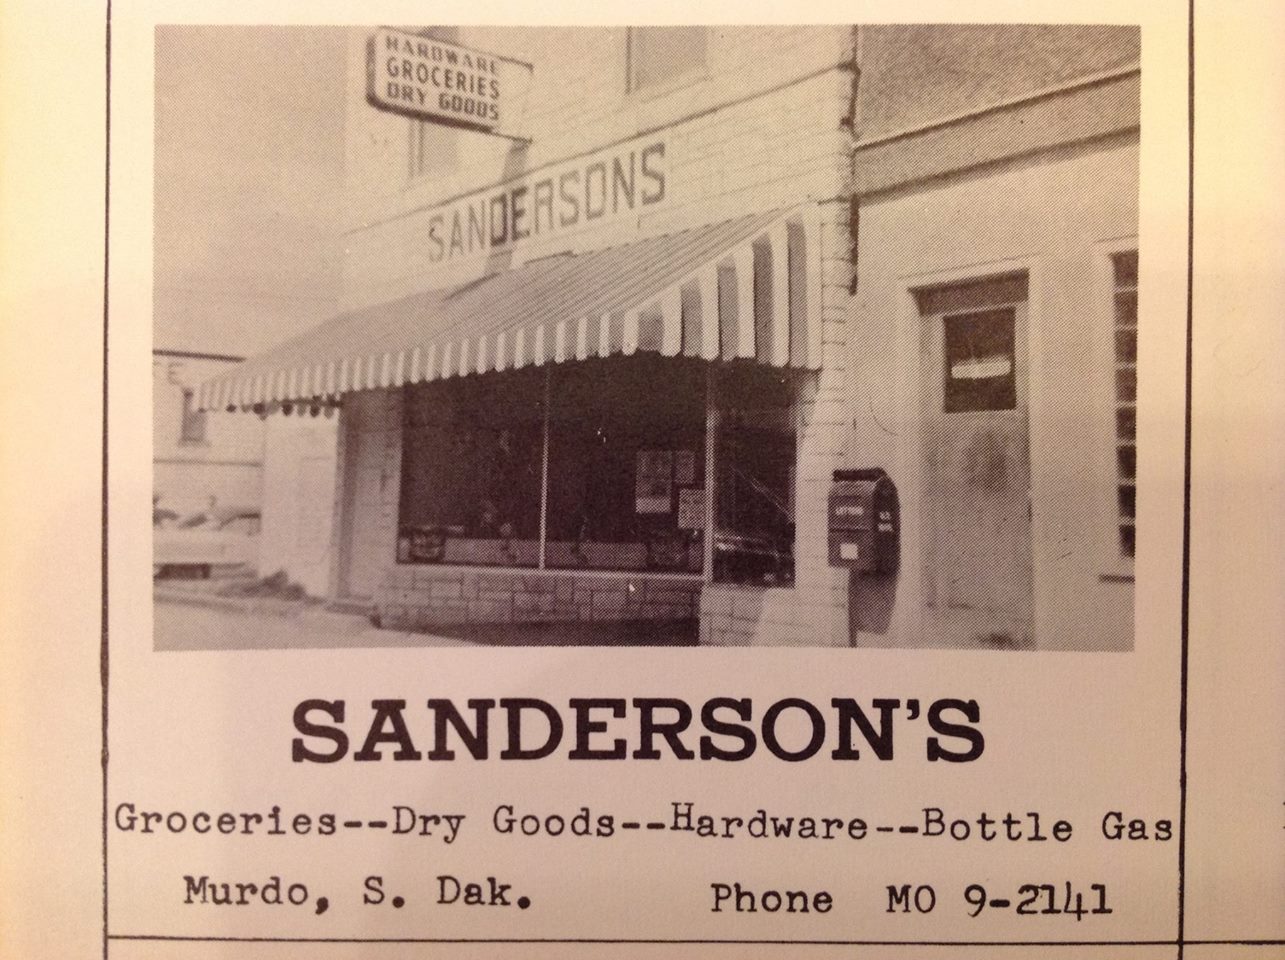 HARDWARE
GROCERIES
DRY GOODS
SANDERSONS
SANDERSON'S
Groceries--Dry Goods--Hardware--Bottle Gas
Murdo, S. Dak. Phone MO 9-2141